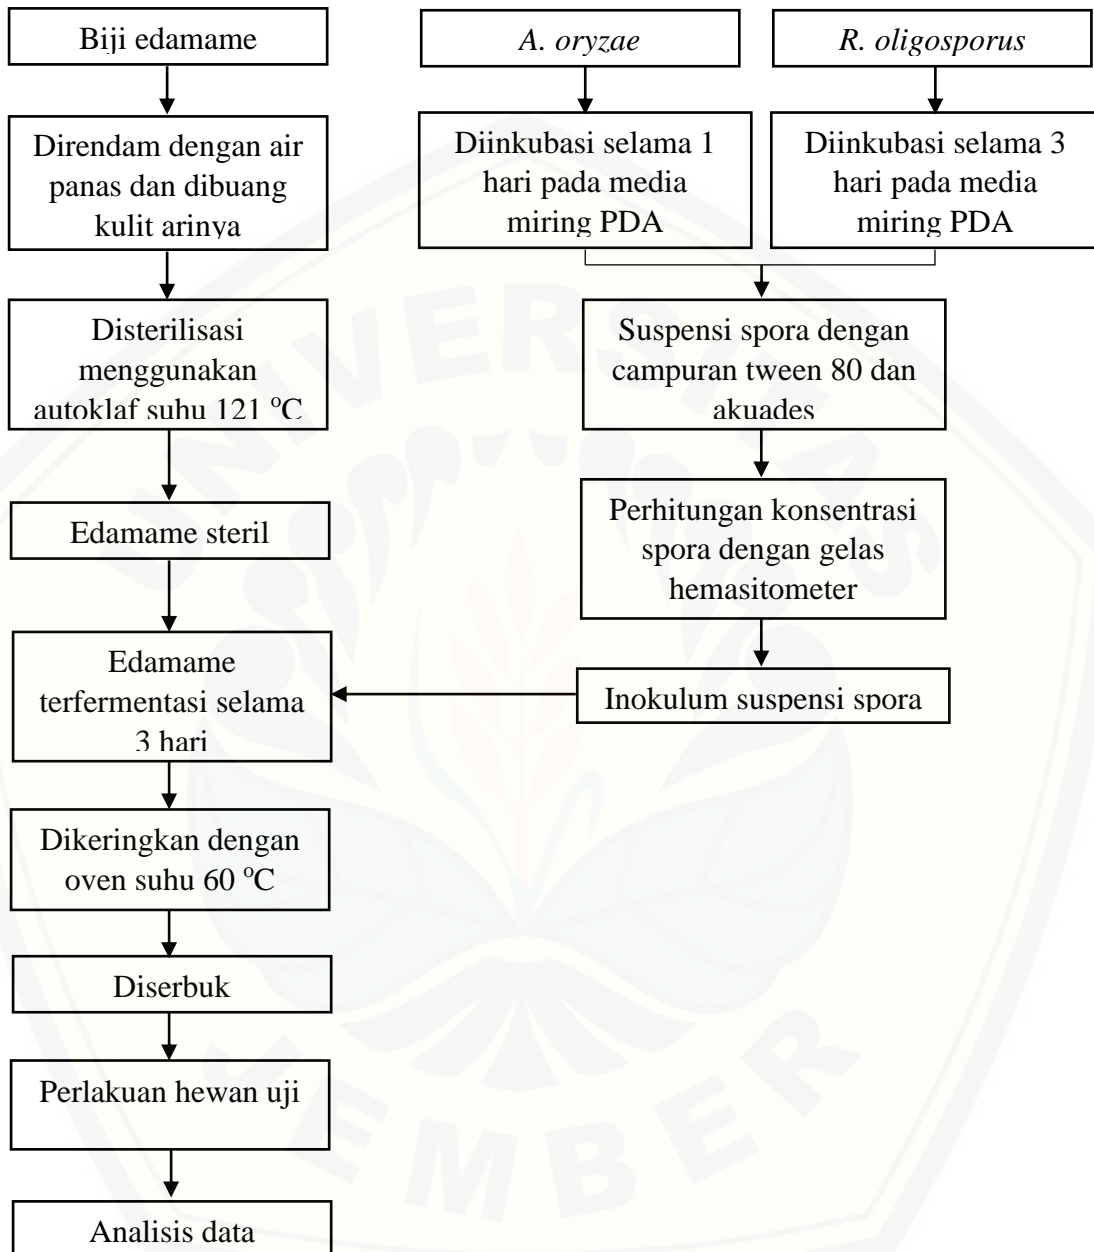 Biji edamame
Direndam dengan air
panas dan dibuang
kulit arinya
Disterilisasi
menggunakan
autoklaf suhu 121 °C
Edamame steril
Edamame
terfermentasi selama
3 hari
Dikeringkan dengan
oven suhu 60 °C
Diserbuk
Perlakuan hewan uji
Analisis data
A. oryzae
Diinkubasi selama 1
hari pada media
miring PDA
R. oligosporus
Diinkubasi selama 3
hari pada media
miring PDA
Suspensi spora dengan
campuran tween 80 dan
akuades
Perhitungan konsentrasi
spora dengan gelas
hemasitometer
Inokulum suspensi spora
UNIVERSITAS
JEMBER